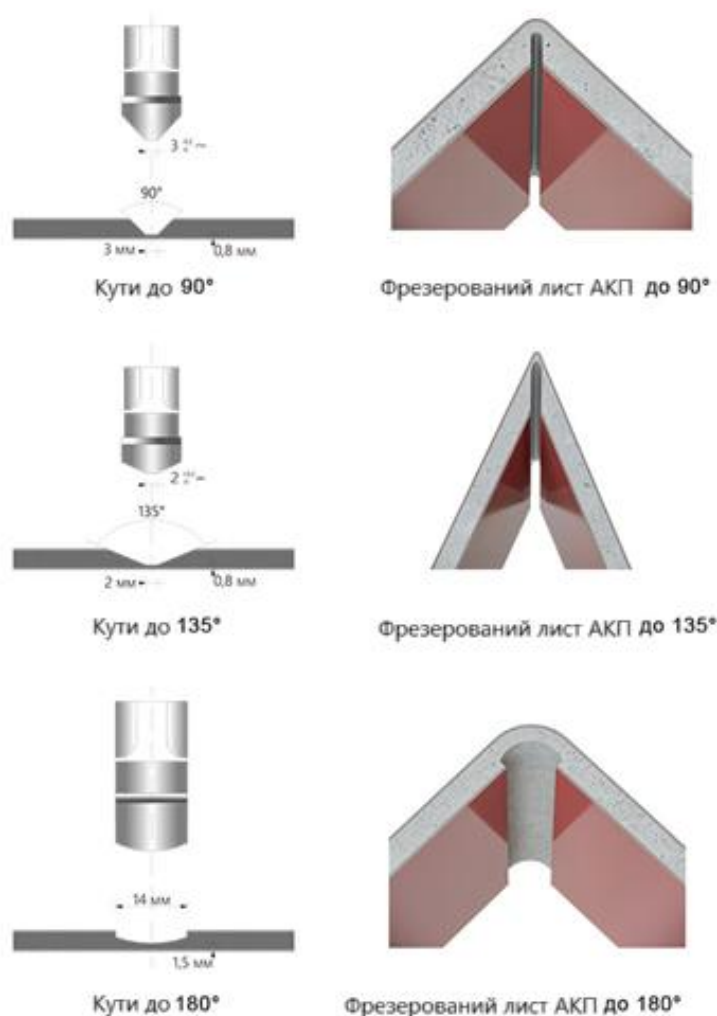 3
90°
3 мм
0,8 мм
Кути до 90°
Фрезерований лист АКП до 90°
2
135°
2 мм
0,8 мм
Кути до 135°
Фрезерований лист АКП до 135°
14 мм
1,5 мм
Кути до 180°
Фрезерований лист АКП до 180°